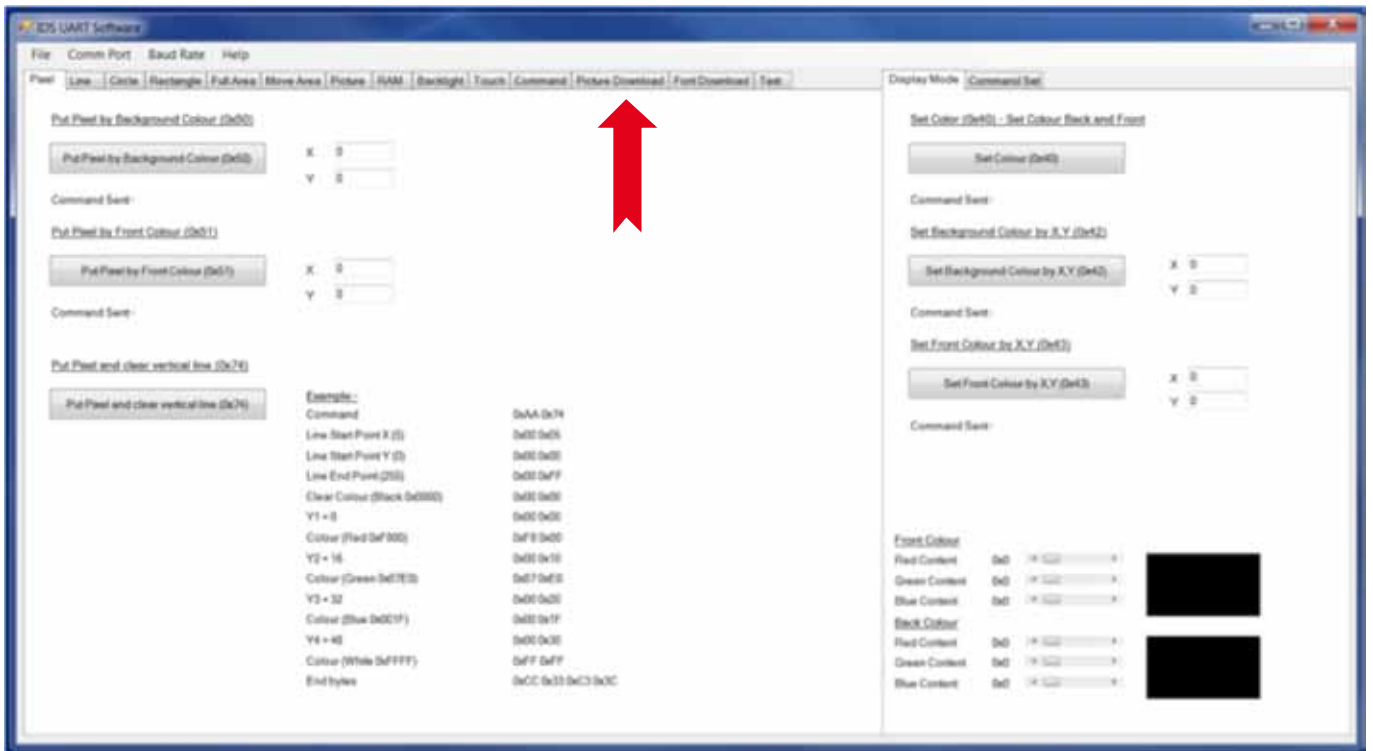 IDS UART Software
File Comm Port Baud Rate Help
Pixel Line Circle Rectangle Full Area Move Area Picture RAM Backlight Touch Command Picture Download Font Download Text
Display Mode Command Set
Put Pixel by Background Colour (0x50)
Put Pixel by Background Colour (0x50)
X 0
Y 0
Command Sent:
Put Pixel by Front Colour (0x51)
Put Pixel by Front Colour (0x51)
X 0
Y 0
Command Sent:
Put Pixel and clear vertical line (0x74)
Put Pixel and clear vertical line (0x74)
Example:-
Command 0xAA 0x74
Line Start Point X (5) 0x00 0x05
Line Start Point Y (0) 0x00 0x00
Line End Point (255) 0x00 0xFF
Clear Colour (Black 0x0000) 0x00 0x00
Y1 = 0 0x00 0x00
Colour (Red 0xF800) 0xF8 0x00
Y2 = 16 0x00 0x10
Colour (Green 0x07E0) 0x07 0xE0
Y3 = 32 0x00 0x20
Colour (Blue 0x001F) 0x00 0x1F
Y4 = 48 0x00 0x30
Colour (White 0xFFFF) 0xFF 0xFF
End bytes 0xCC 0x33 0xC3 0x3C
Set Color (0x40) - Set Colour Back and Front
Set Colour (0x40)
Command Sent:
Set Background Colour by X,Y (0x42)
Set Background Colour by X,Y (0x42)
X 0
Y 0
Command Sent:
Set Front Colour by X,Y (0x43)
Set Front Colour by X,Y (0x43)
X 0
Y 0
Command Sent:
Front Colour
Red Content 0x0
Green Content 0x0
Blue Content 0x0
Back Colour
Red Content 0x0
Green Content 0x0
Blue Content 0x0